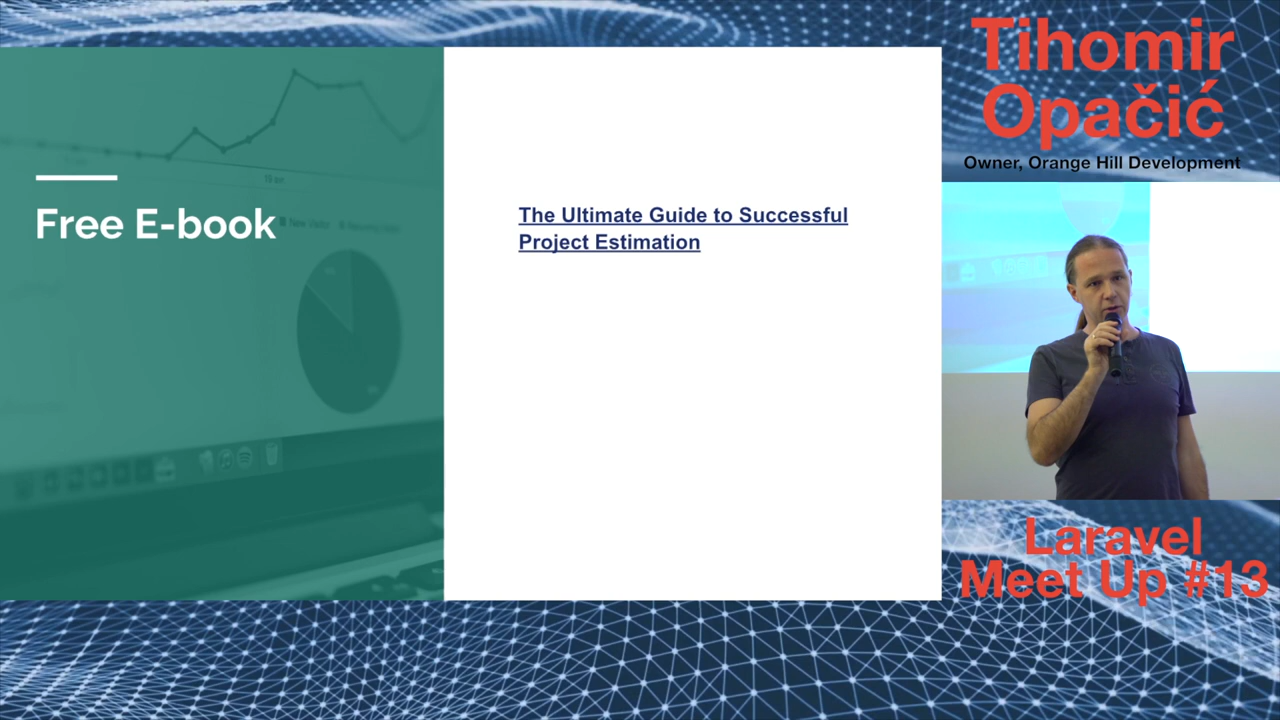 Free E-book
The Ultimate Guide to Successful
Project Estimation
Tihomir
Opačić
Owner, Orange Hill Development
Laravel
Meet Up #13